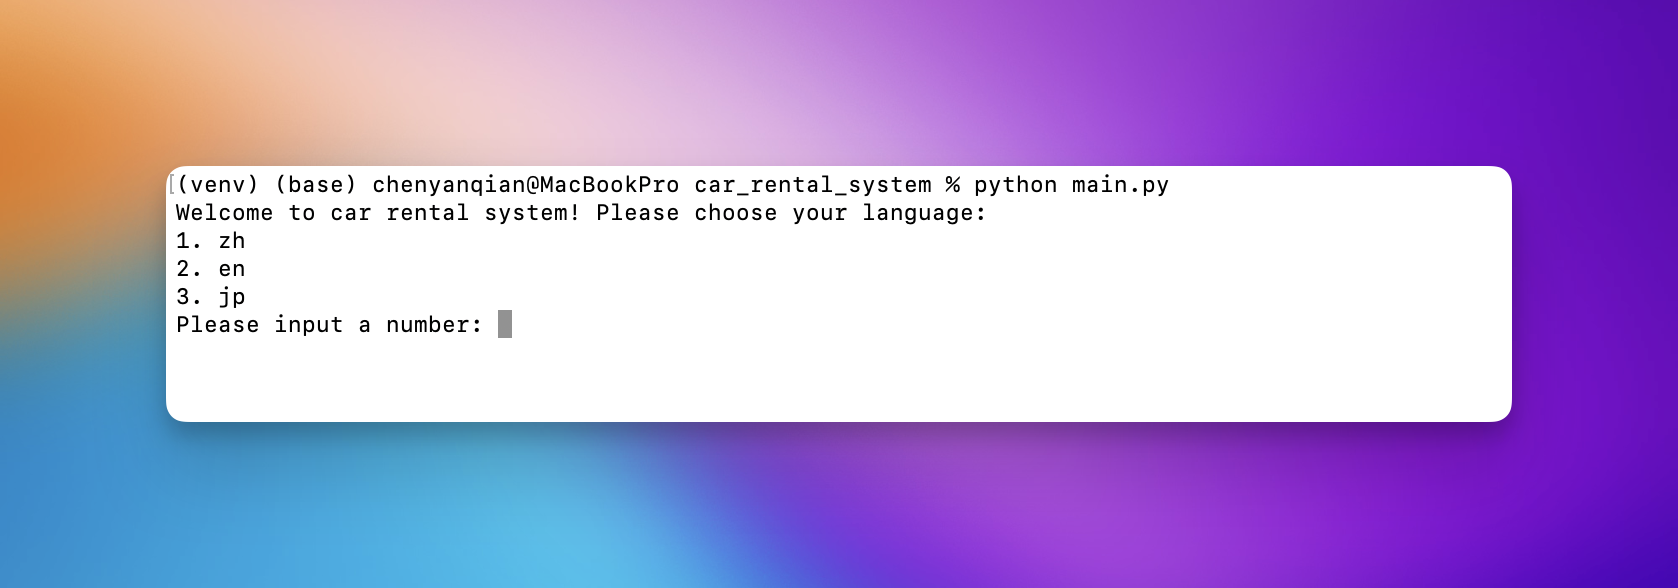 (venv) (base) chenyanqian@MacBookPro car_rental_system % python main.py
Welcome to car rental system! Please choose your language:
1. zh
2. en
3. jp
Please input a number: